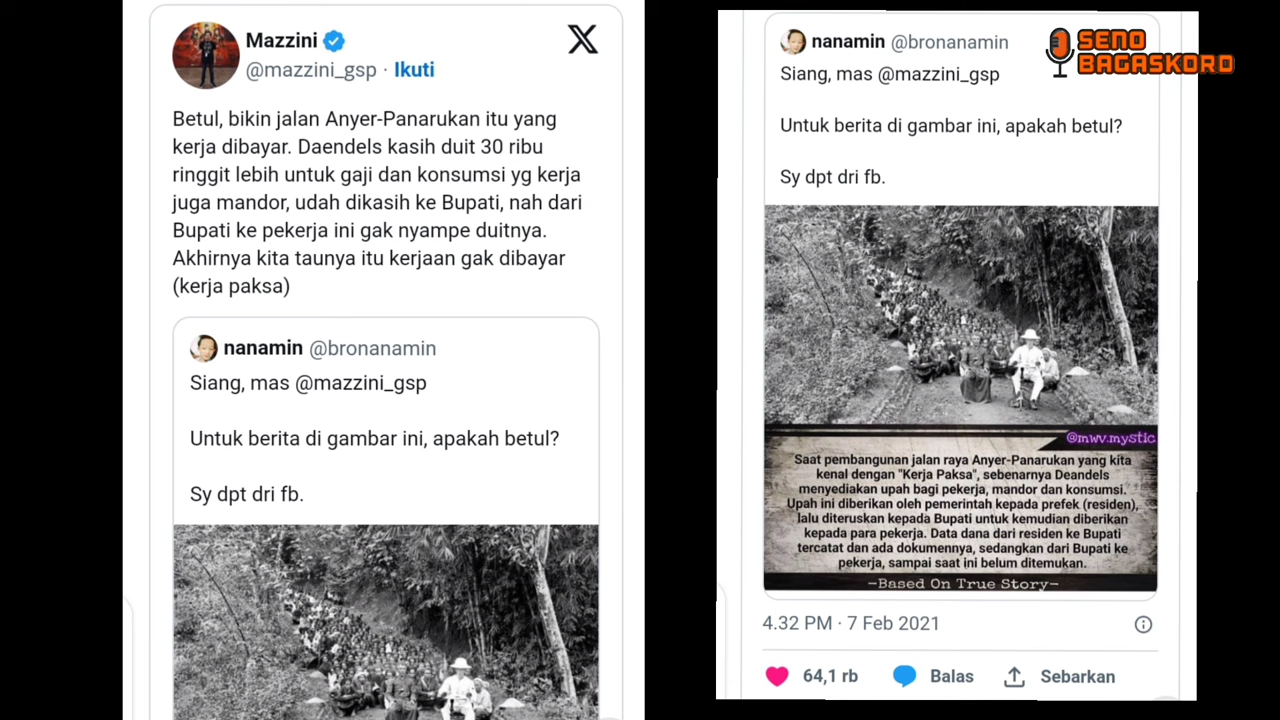 Mazzini
@mazzini_gsp · Ikuti
Betul, bikin jalan Anyer-Panarukan itu yang
kerja dibayar. Daendels kasih duit 30 ribu
ringgit lebih untuk gaji dan konsumsi yg kerja
juga mandor, udah dikasih ke Bupati, nah dari
Bupati ke pekerja ini gak nyampe duitnya.
Akhirnya kita taunya itu kerjaan gak dibayar
(kerja paksa)
nanamin @bronanamin
Siang, mas @mazzini_gsp
Untuk berita di gambar ini, apakah betul?
Sy dpt dri fb.
nanamin @bronanamin
Siang, mas @mazzini_gsp
Untuk berita di gambar ini, apakah betul?
Sy dpt dri fb.
@mwv.mystic
Saat pembangunan jalan raya Anyer-Panarukan yang kita
kenal dengan "Kerja Paksa", sebenarnya Deandels
menyediakan upah bagi pekerja, mandor dan konsumsi.
Upah ini diberikan oleh pemerintah kepada prefek (residen),
lalu diteruskan kepada Bupati untuk kemudian diberikan
kepada para pekerja. Data dana dari residen ke Bupati
tercatat dan ada dokumennya, sedangkan dari Bupati ke
pekerja, sampai saat ini belum ditemukan.
-Based On True Story-
4.32 PM · 7 Feb 2021
64,1 rb Balas Sebarkan
SENO
BAGASKORO